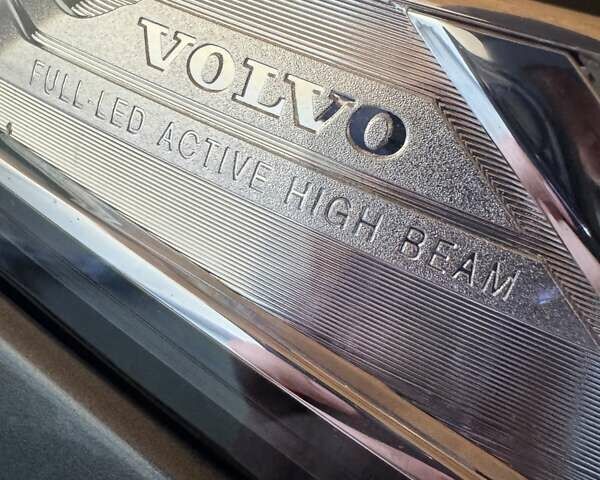 VOLVO
FULL-LED ACTIVE HIGH BEAM